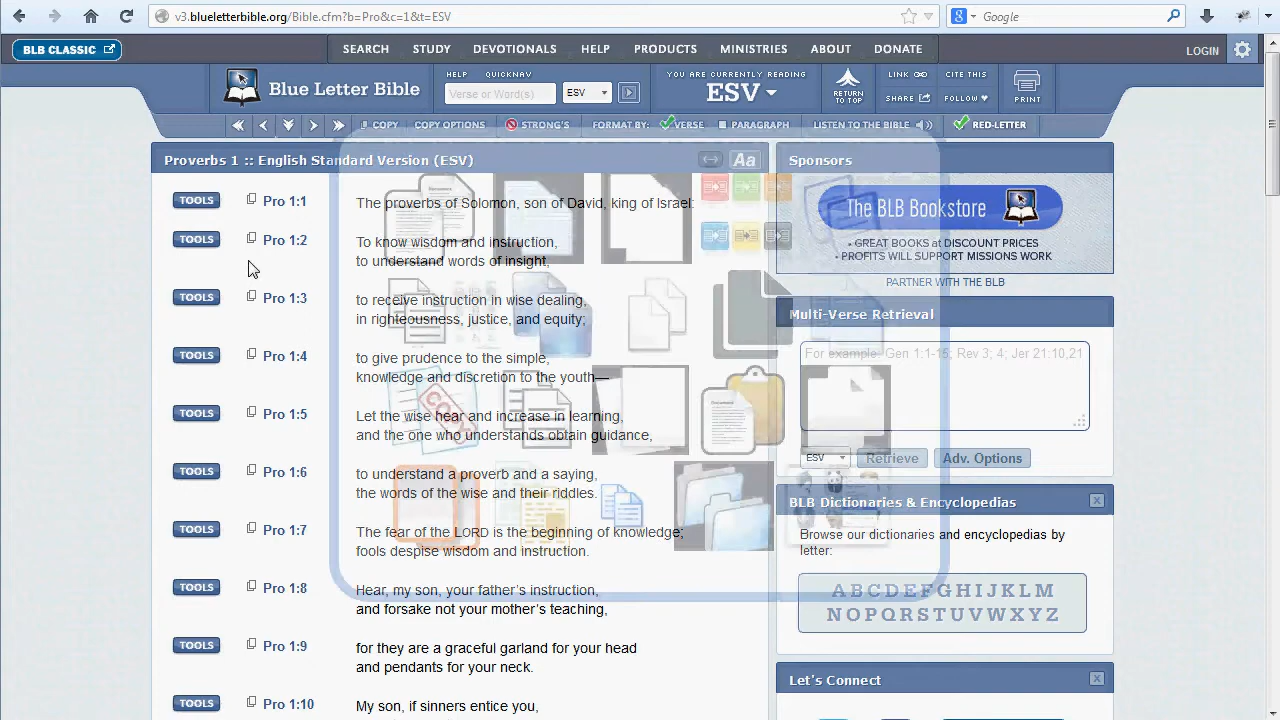 v3.blueletterbible.org/Bible.cfm?b=Pro&c=1&t=ESV
Google
BLB CLASSIC
SEARCH STUDY DEVOTIONALS HELP PRODUCTS MINISTRIES ABOUT DONATE
LOGIN
Blue Letter Bible
HELP QUICKNAV
Verse or Word(s) ESV
YOU ARE CURRENTLY READING
ESV
RETURN TO TOP
LINK CITE THIS
SHARE FOLLOW
PRINT
COPY COPY OPTIONS STRONG'S FORMAT BY: VERSE PARAGRAPH LISTEN TO THE BIBLE RED-LETTER
Proverbs 1 :: English Standard Version (ESV)
Aa
TOOLS Pro 1:1 The proverbs of Solomon, son of David, king of Israel:
TOOLS Pro 1:2 To know wisdom and instruction,
to understand words of insight,
TOOLS Pro 1:3 to receive instruction in wise dealing,
in righteousness, justice, and equity;
TOOLS Pro 1:4 to give prudence to the simple,
knowledge and discretion to the youth—
TOOLS Pro 1:5 Let the wise hear and increase in learning,
and the one who understands obtain guidance,
TOOLS Pro 1:6 to understand a proverb and a saying,
the words of the wise and their riddles.
TOOLS Pro 1:7 The fear of the LORD is the beginning of knowledge;
fools despise wisdom and instruction.
TOOLS Pro 1:8 Hear, my son, your father's instruction,
and forsake not your mother's teaching,
TOOLS Pro 1:9 for they are a graceful garland for your head
and pendants for your neck.
TOOLS Pro 1:10 My son, if sinners entice you,
Sponsors
The BLB Bookstore
• GREAT BOOKS at DISCOUNT PRICES
• PROFITS WILL SUPPORT MISSIONS WORK
PARTNER WITH THE BLB
Multi-Verse Retrieval
For example: Gen 1:1-15; Rev 3; 4; Jer 21:10,21
ESV Retrieve Adv. Options
BLB Dictionaries & Encyclopedias
Browse our dictionaries and encyclopedias by
letter:
A B C D E F G H I J K L M
N O P Q R S T U V W X Y Z
Let's Connect
COPY